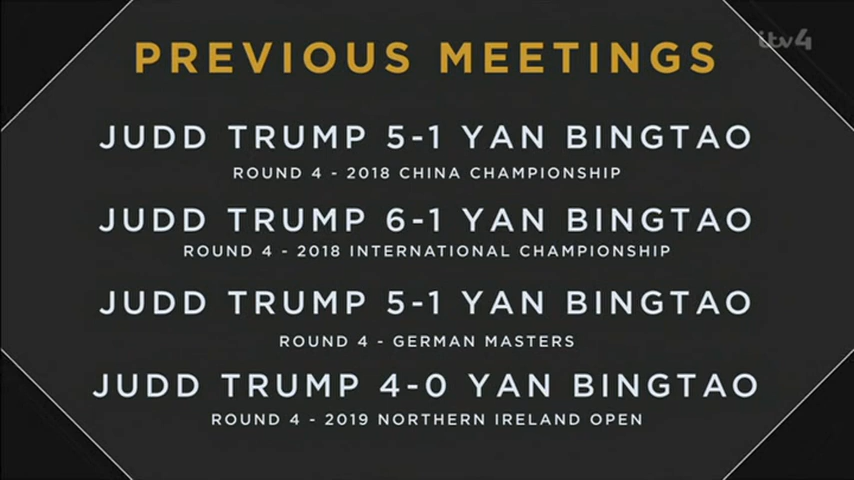 itv4
PREVIOUS MEETINGS
JUDD TRUMP 5-1 YAN BINGTAO
ROUND 4 - 2018 CHINA CHAMPIONSHIP
JUDD TRUMP 6-1 YAN BINGTAO
ROUND 4 - 2018 INTERNATIONAL CHAMPIONSHIP
JUDD TRUMP 5-1 YAN BINGTAO
ROUND 4 - GERMAN MASTERS
JUDD TRUMP 4-0 YAN BINGTAO
ROUND 4 - 2019 NORTHERN IRELAND OPEN